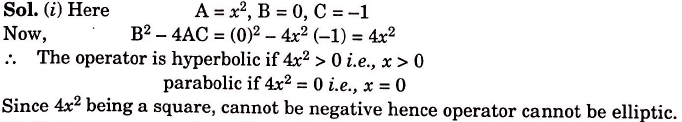 Sol. (i) Here A = x², B = 0, C = –1
Now, B² – 4AC = (0)² – 4x² (–1) = 4x²
∴ The operator is hyperbolic if 4x² > 0 i.e., x > 0
parabolic if 4x² = 0 i.e., x = 0
Since 4x² being a square, cannot be negative hence operator cannot be elliptic.